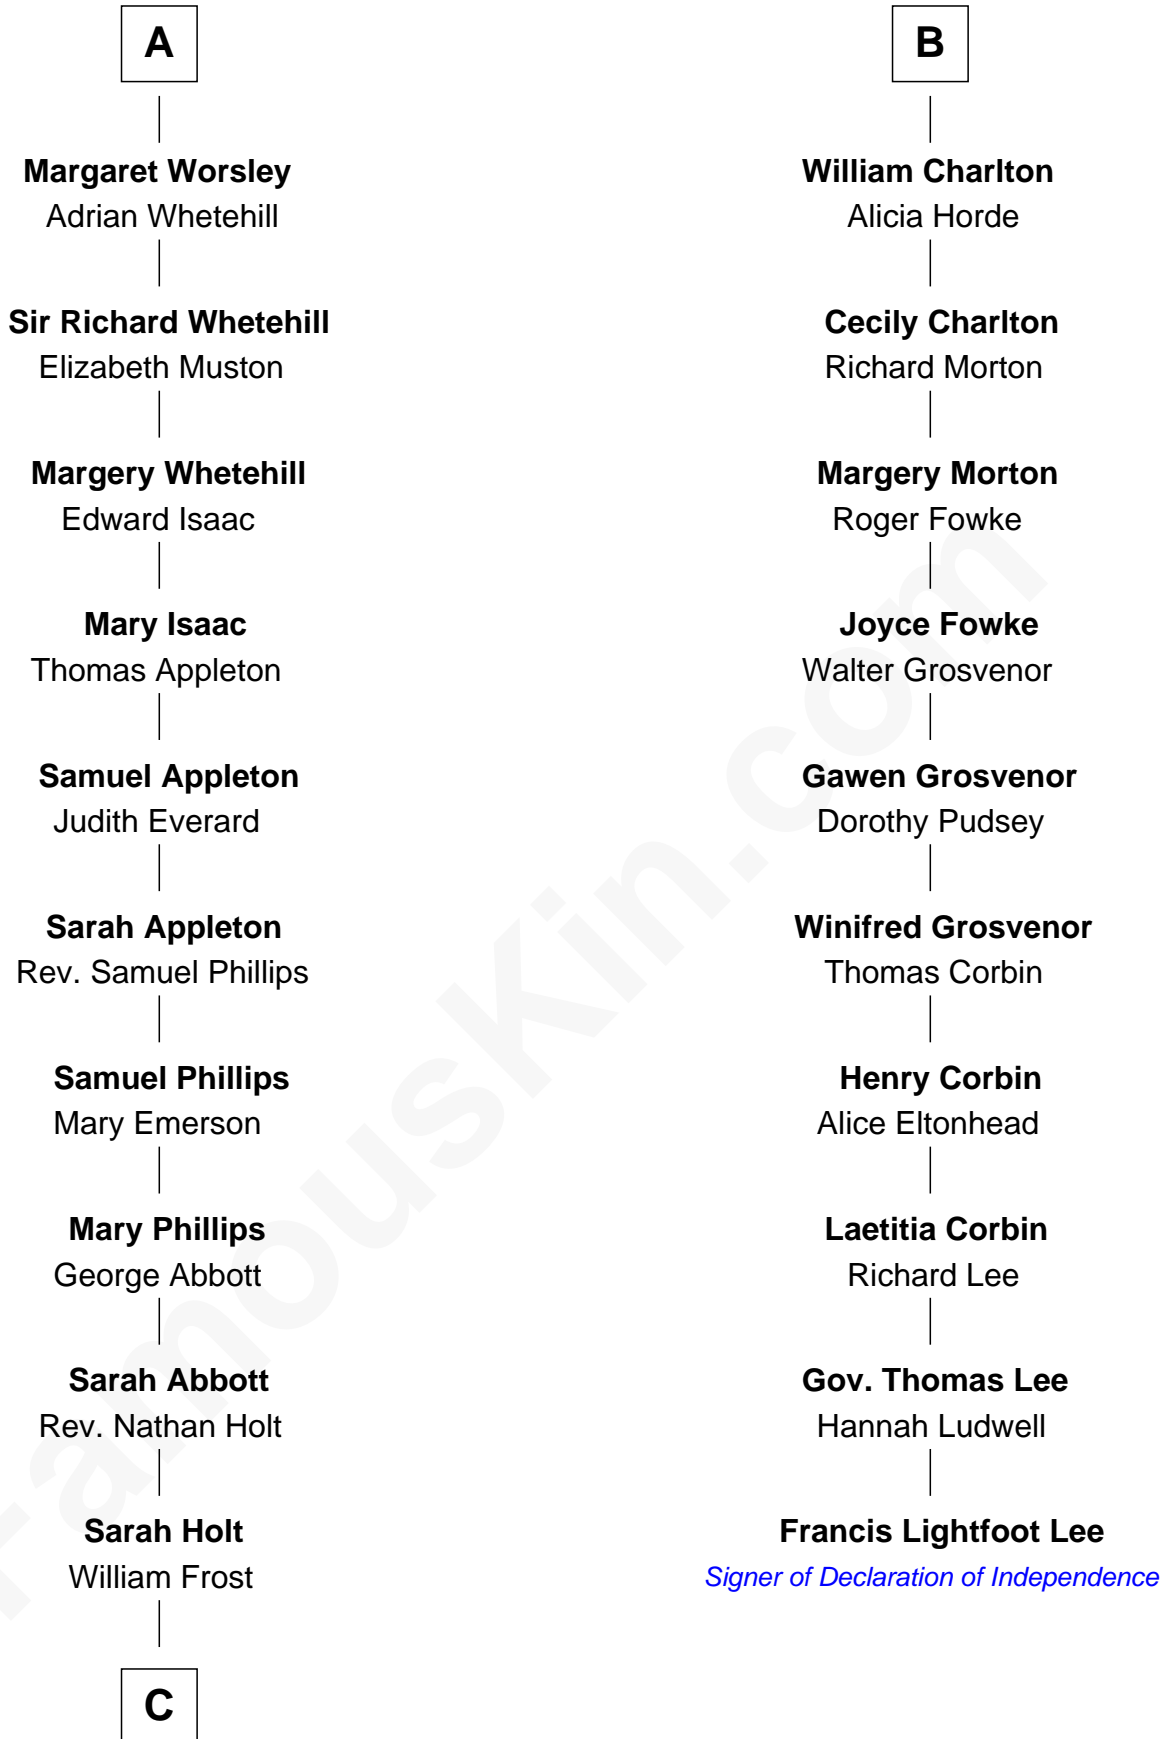 A
Margaret Worsley
Adrian Whetehill
Sir Richard Whetehill
Elizabeth Muston
Margery Whetehill
Edward Isaac
Mary Isaac
Thomas Appleton
Samuel Appleton
Judith Everard
Sarah Appleton
Rev. Samuel Phillips
Samuel Phillips
Mary Emerson
Mary Phillips
George Abbott
Sarah Abbott
Rev. Nathan Holt
Sarah Holt
William Frost
C
B
William Charlton
Alicia Horde
Cecily Charlton
Richard Morton
Margery Morton
Roger Fowke
Joyce Fowke
Walter Grosvenor
Gawen Grosvenor
Dorothy Pudsey
Winifred Grosvenor
Thomas Corbin
Henry Corbin
Alice Eltonhead
Laetitia Corbin
Richard Lee
Gov. Thomas Lee
Hannah Ludwell
Francis Lightfoot Lee
Signer of Declaration of Independence
FamousKin.com